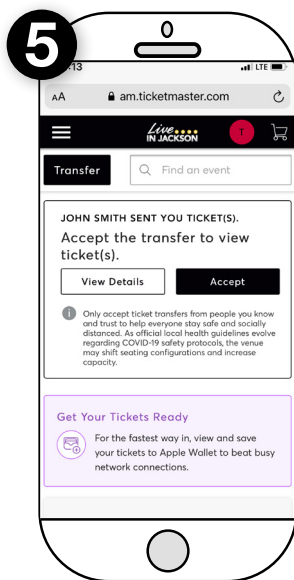 5
:13
LTE
AA
am.ticketmaster.com
Live
IN JACKSON
T
Transfer
Find an event
JOHN SMITH SENT YOU TICKET(S).
Accept the transfer to view
ticket(s).
View Details
Accept
i
Only accept ticket transfers from people you know
and trust to help everyone stay safe and socially
distanced. As official local health guidelines evolve
regarding COVID-19 safety protocols, the venue
may shift seating configurations and increase
capacity.
Get Your Tickets Ready
For the fastest way in, view and save
your tickets to Apple Wallet to beat busy
network connections.